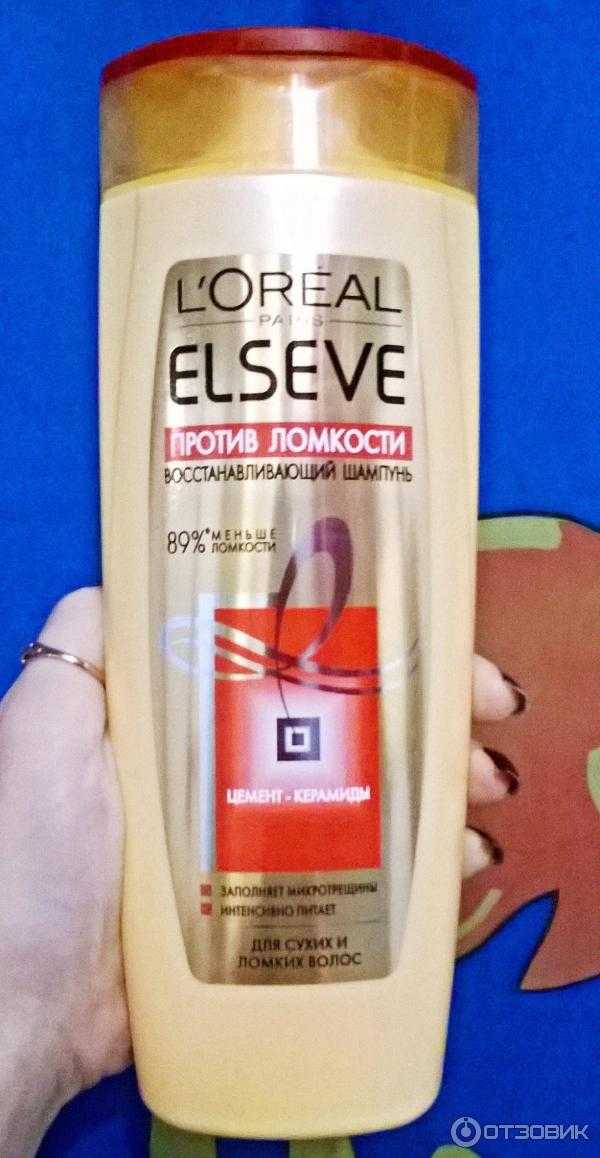 L'ORÉAL
PARIS
ELSEVE
ПРОТИВ ЛОМКОСТИ
ВОССТАНАВЛИВАЮЩИЙ ШАМПУНЬ
89%* МЕНЬШЕ
ЛОМКОСТИ
ЦЕМЕНТ - КЕРАМИДЫ
ЗАПОЛНЯЕТ МИКРОТРЕЩИНЫ
ИНТЕНСИВНО ПИТАЕТ
ДЛЯ СУХИХ И
ЛОМКИХ ВОЛОС
ОТЗОВИК